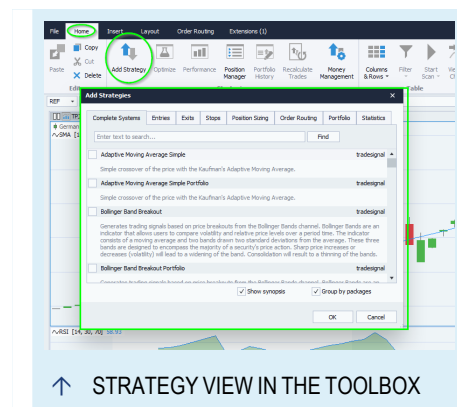 File Home Insert Layout Order Routing Extensions (1)
Copy
Cut
Paste Delete Add Strategy Optimize Performance Position Manager Portfolio History Recalculate Trades Money Management Columns & Rows Filter Start Scan
Table
REF
Add Strategies
Complete Systems Entries Exits Stops Position Sizing Order Routing Portfolio Statistics
Enter text to search... Find
Adaptive Moving Average Simple tradesignal
Simple crossover of the price with the Kaufman's Adaptive Moving Average.
Adaptive Moving Average Simple Portfolio tradesignal
Simple crossover of the price with the Kaufman's Adaptive Moving Average.
Bollinger Band Breakout tradesignal
Generates trading signals based on price breakouts from the Bollinger Bands channel. Bollinger Bands are an
indicator that allows users to compare volatility and relative price levels over a period time. The indicator
consists of a moving average and two bands drawn two standard deviations from the average. These three
bands are designed to encompass the majority of a security's price action. Sharp price increases or
decreases (volatility) will lead to a widening of the band. Consolidation will result to a thinning of the bands.
Bollinger Band Breakout Portfolio tradesignal
Show synopsis Group by packages
OK Cancel
RSI [14, 30, 70] 58.93
STRATEGY VIEW IN THE TOOLBOX